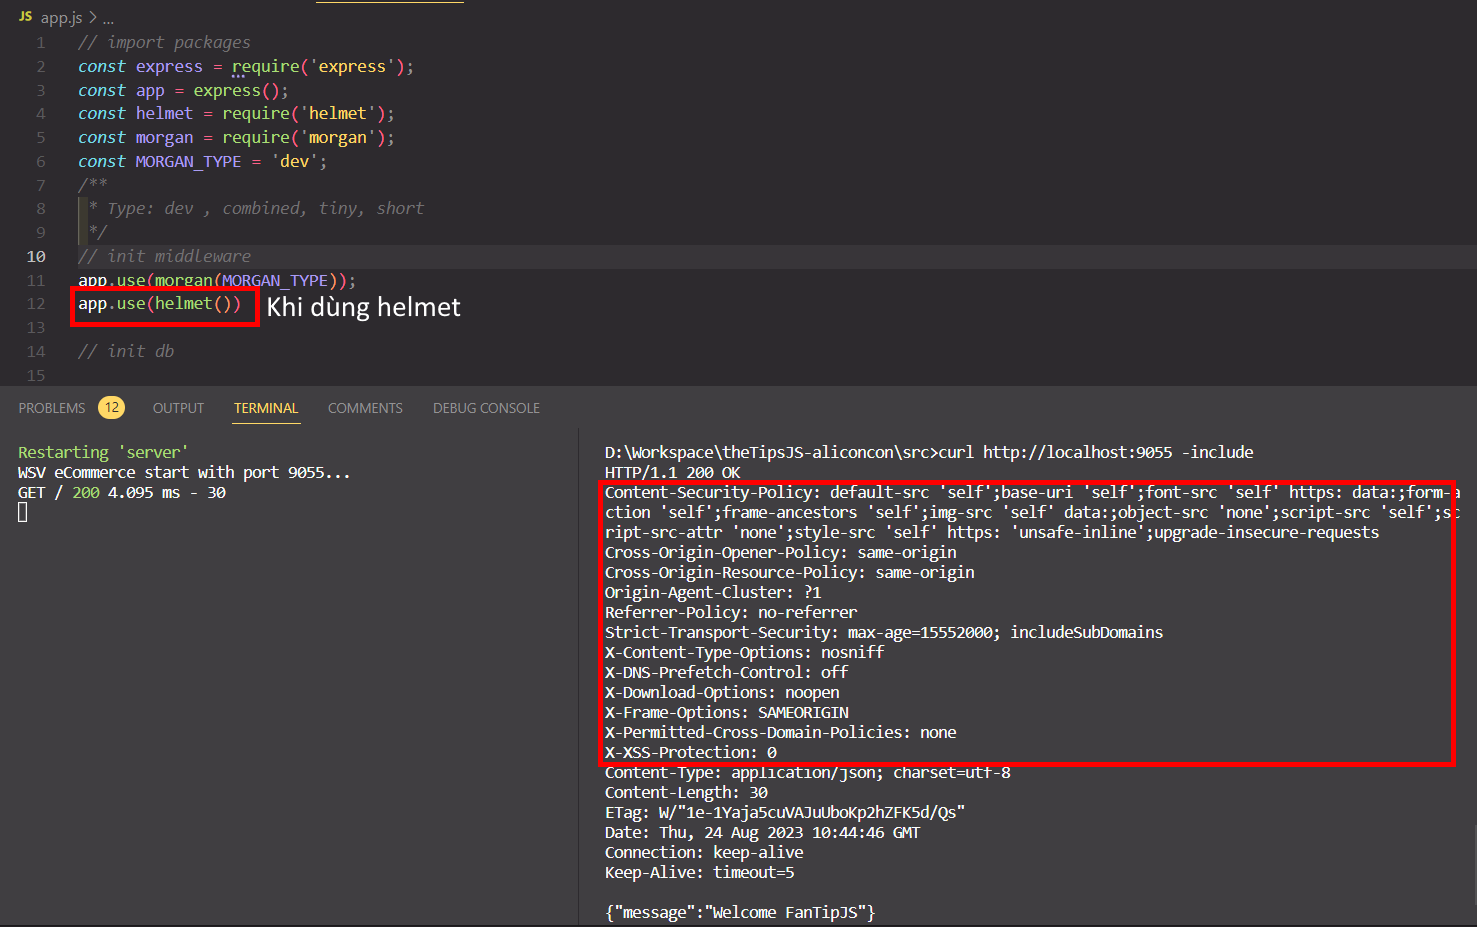 JS app.js > ...
1 // import packages
2 const express = require('express');
3 const app = express();
4 const helmet = require('helmet');
5 const morgan = require('morgan');
6 const MORGAN_TYPE = 'dev';
7 /**
8 * Type: dev , combined, tiny, short
9 */
10 // init middleware
11 app.use(morgan(MORGAN_TYPE));
12 app.use(helmet()) Khi dùng helmet
13
14 // init db
15
PROBLEMS 12 OUTPUT TERMINAL COMMENTS DEBUG CONSOLE
Restarting 'server'
WSV eCommerce start with port 9055...
GET / 200 4.095 ms - 30
D:\Workspace\theTipsJS-aliconcon\src>curl http://localhost:9055 -include
HTTP/1.1 200 OK
Content-Security-Policy: default-src 'self';base-uri 'self';font-src 'self' https: data:;form-a
ction 'self';frame-ancestors 'self';img-src 'self' data:;object-src 'none';script-src 'self';sc
ript-src-attr 'none';style-src 'self' https: 'unsafe-inline';upgrade-insecure-requests
Cross-Origin-Opener-Policy: same-origin
Cross-Origin-Resource-Policy: same-origin
Origin-Agent-Cluster: ?1
Referrer-Policy: no-referrer
Strict-Transport-Security: max-age=15552000; includeSubDomains
X-Content-Type-Options: nosniff
X-DNS-Prefetch-Control: off
X-Download-Options: noopen
X-Frame-Options: SAMEORIGIN
X-Permitted-Cross-Domain-Policies: none
X-XSS-Protection: 0
Content-Type: application/json; charset=utf-8
Content-Length: 30
ETag: W/"1e-1Yaja5cuVAJuUboKp2hZFK5d/Qs"
Date: Thu, 24 Aug 2023 10:44:46 GMT
Connection: keep-alive
Keep-Alive: timeout=5
{"message":"Welcome FanTipJS"}